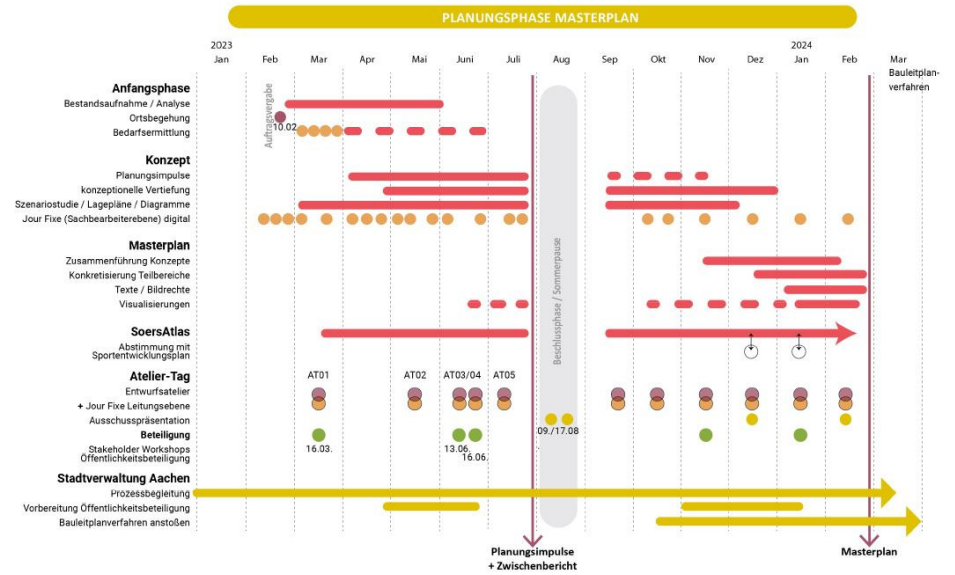 PLANUNGSPHASE MASTERPLAN
2023
2024
Jan
Feb
Mar
Apr
Mai
Juni
Juli
Aug
Sep
Okt
Nov
Dez
Jan
Feb
Mar
Bauleitplan-
verfahren
Anfangsphase
Bestandsaufnahme / Analyse
Ortsbegehung
Bedarfsermittlung
Auftragsvergabe
10.02
Konzept
Planungsimpulse
konzeptionelle Vertiefung
Szenariostudie / Lagepläne / Diagramme
Jour Fixe (Sachbearbeiterebene) digital
Masterplan
Zusammenführung Konzepte
Konkretisierung Teilbereiche
Texte / Bildrechte
Visualisierungen
Beschlussphase / Sommerpause
SoersAtlas
Abstimmung mit
Sportentwicklungsplan
Atelier-Tag
AT01
AT02
AT03/04
AT05
Entwurfsatelier
+ Jour Fixe Leitungsebene
Ausschusspräsentation
09./17.08
Beteiligung
Stakeholder Workshops
Öffentlichkeitsbeteiligung
16.03.
13.06.
16.06.
Stadtverwaltung Aachen
Prozessbegleitung
Vorbereitung Öffentlichkeitsbeteiligung
Bauleitplanverfahren anstoßen
Planungsimpulse
+ Zwischenbericht
Masterplan